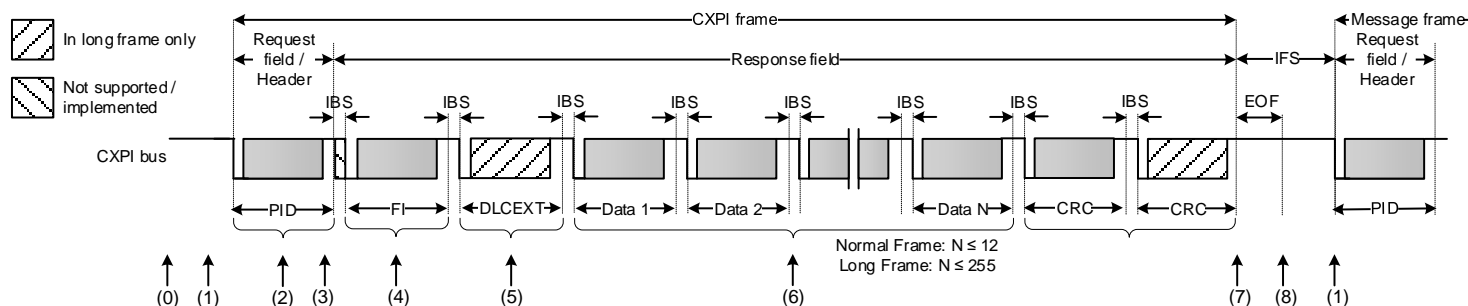 CXPI frame
Message frame
In long frame only
Request field / Header
Response field
IFS
Request field / Header
Not supported / implemented
IBS IBS IBS IBS IBS IBS IBS IBS EOF
CXPI bus
PID FI DLCEXT Data 1 Data 2 Data N CRC CRC PID
Normal Frame: N ≤ 12
Long Frame: N ≤ 255
(0) (1) (2) (3) (4) (5) (6) (7) (8) (1)